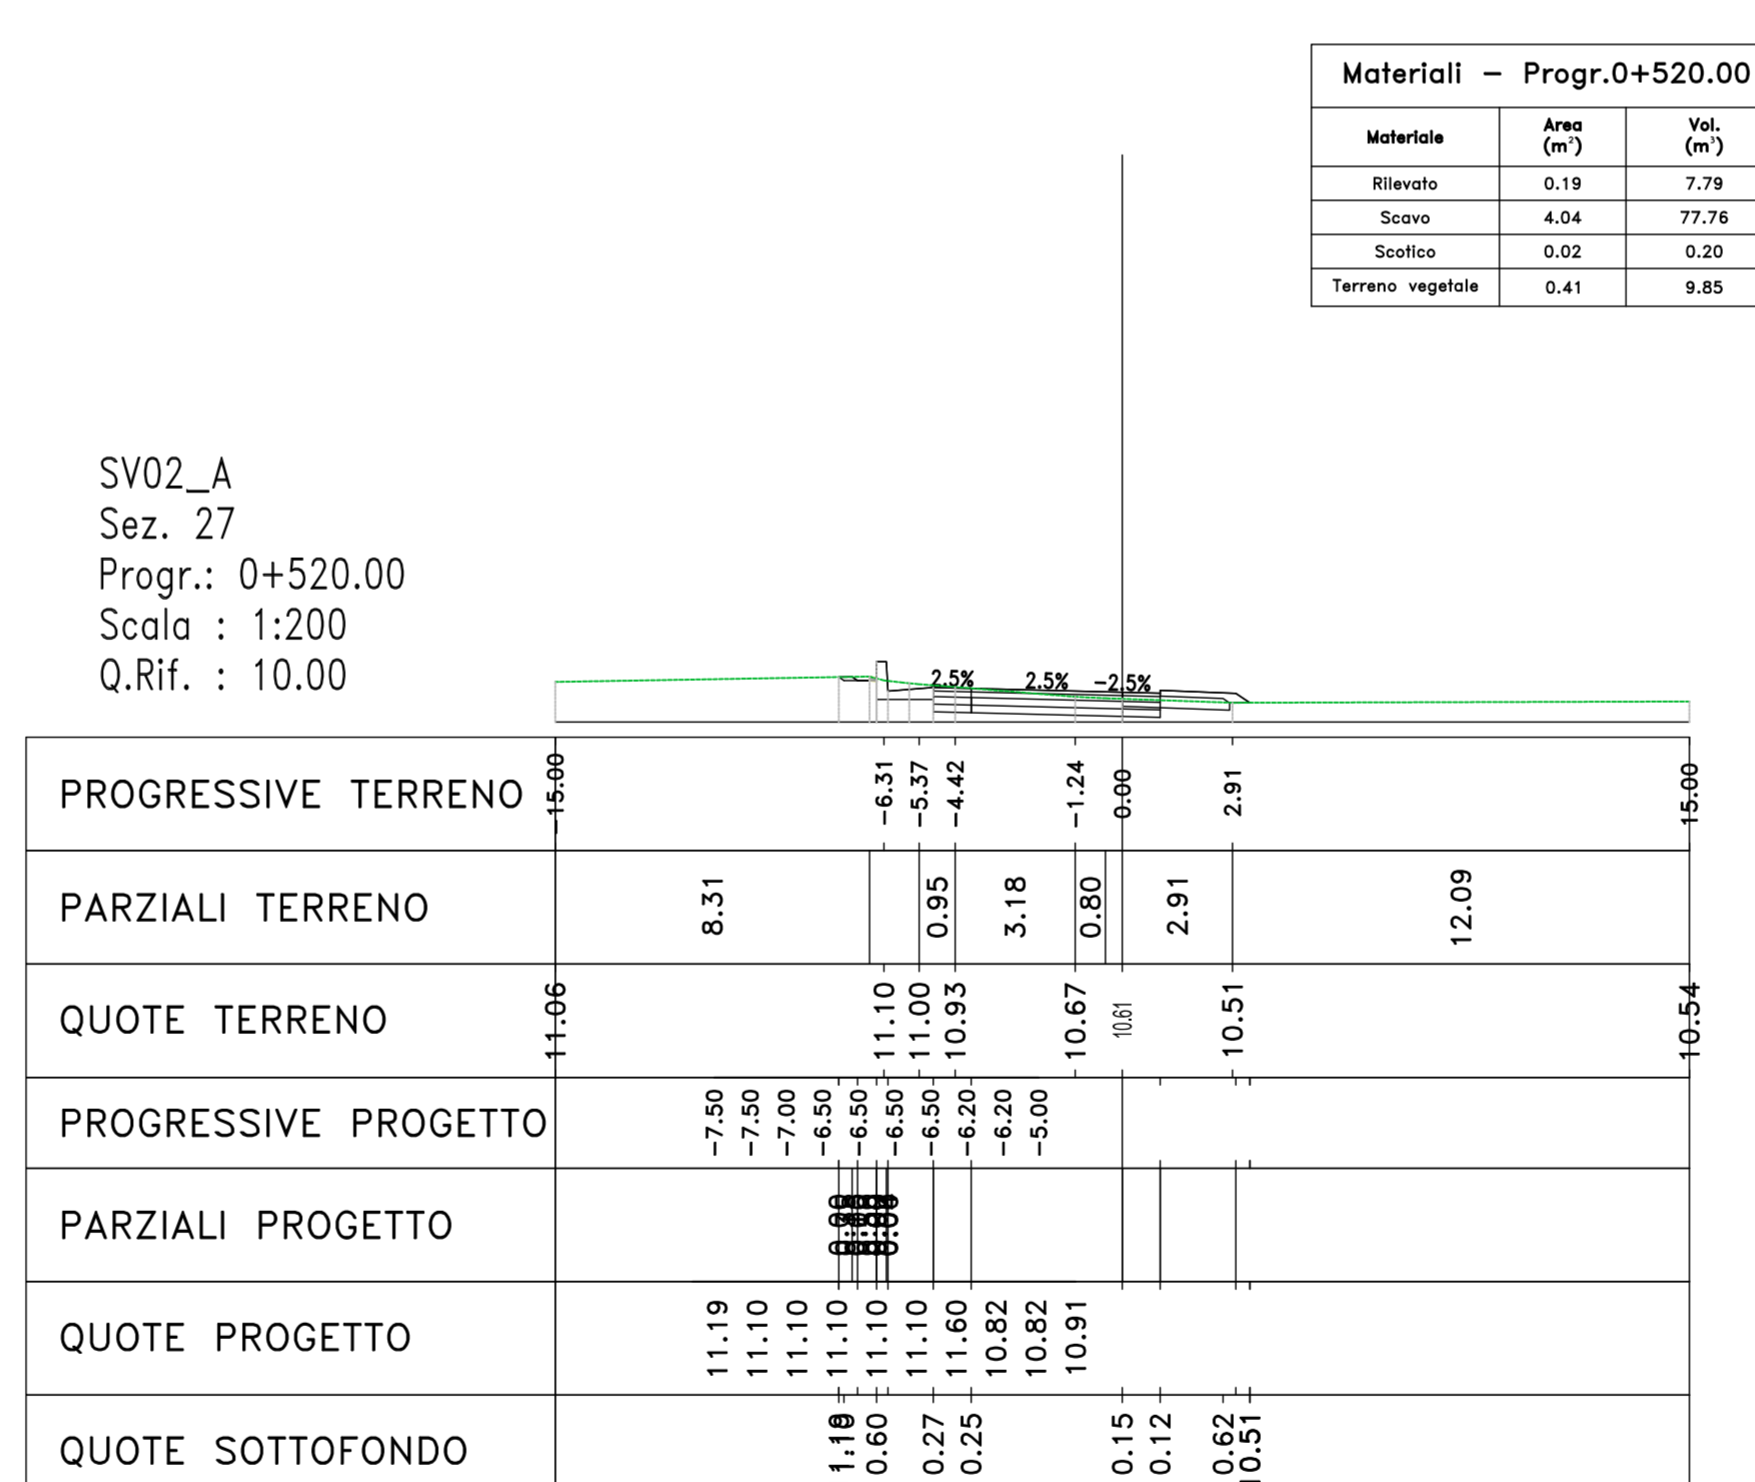 Materiali - Progr.0+520.00
Materiale Area (m²) Vol. (m³)
Rilevato 0.19 7.79
Scavo 4.04 77.76
Scotico 0.02 0.20
Terreno vegetale 0.41 9.85
SV02_A
Sez. 27
Progr.: 0+520.00
Scala : 1:200
Q.Rif. : 10.00
2.5% 2.5% -2.5%
PROGRESSIVE TERRENO -15.00 -6.31 -5.37 -4.42 -1.24 0.00 2.91 15.00
PARZIALI TERRENO 8.31 0.95 3.18 0.80 2.91 12.09
QUOTE TERRENO 11.06 11.10 11.00 10.93 10.67 10.61 10.51 10.54
PROGRESSIVE PROGETTO -7.50 -7.50 -7.00 -6.50 -6.50 -6.50 -6.50 -6.20 -6.20 -5.00
PARZIALI PROGETTO
QUOTE PROGETTO 11.19 11.10 11.10 11.10 11.10 11.10 11.60 10.82 10.82 10.91
QUOTE SOTTOFONDO 0.60 0.27 0.25 0.15 0.12 0.62 0.51